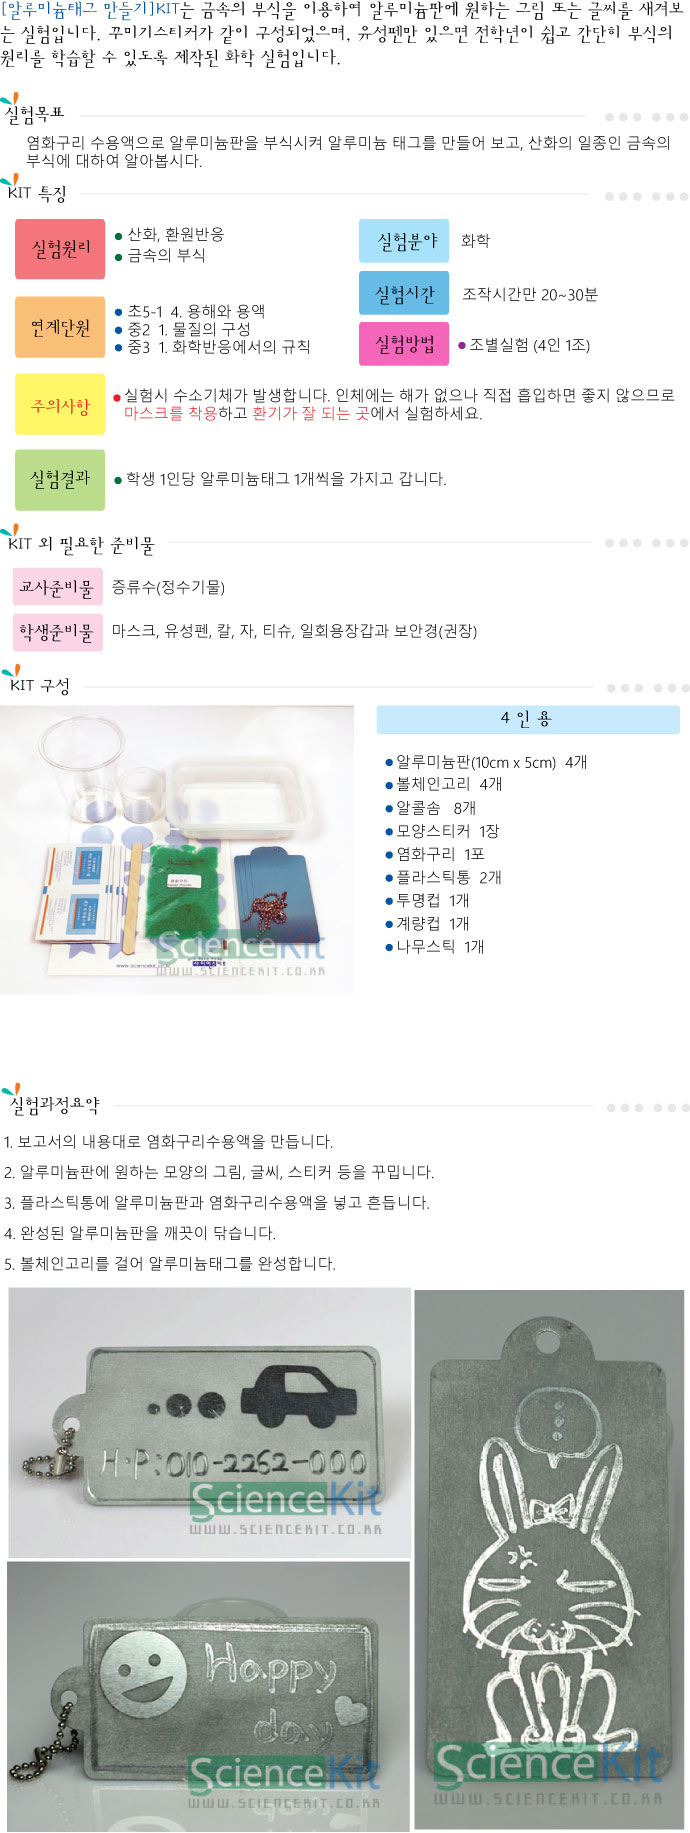 [알루미늄태그 만들기]KIT는 금속의 부식을 이용하여 알루미늄판에 원하는 그림 또는 글씨를 새겨보
는 실험입니다. 꾸미기스티커가 같이 구성되었으며, 유성펜만 있으면 전학년이 쉽고 간단히 부식의
원리를 학습할 수 있도록 제작된 화학 실험입니다.
실험목표
염화구리 수용액으로 알루미늄판을 부식시켜 알루미늄 태그를 만들어 보고, 산화의 일종인 금속의
부식에 대하여 알아봅시다.
KIT 특징
실험원리
● 산화, 환원반응
● 금속의 부식
실험분야
화학
실험시간
조작시간만 20~30분
연계단원
● 초5-1 4. 용해와 용액
● 중2 1. 물질의 구성
● 중3 1. 화학반응에서의 규칙
실험방법
● 조별실험 (4인 1조)
주의사항
● 실험시 수소기체가 발생합니다. 인체에는 해가 없으나 직접 흡입하면 좋지 않으므로
마스크를 착용하고 환기가 잘 되는 곳에서 실험하세요.
실험결과
● 학생 1인당 알루미늄태그 1개씩을 가지고 갑니다.
KIT 외 필요한 준비물
교사준비물
증류수(정수기물)
학생준비물
마스크, 유성펜, 칼, 자, 티슈, 일회용장갑과 보안경(권장)
KIT 구성
4 인 용
● 알루미늄판(10cm x 5cm) 4개
● 볼체인고리 4개
● 알콜솜 8개
● 모양스티커 1장
● 염화구리 1포
● 플라스틱통 2개
● 투명컵 1개
● 계량컵 1개
● 나무스틱 1개
ScienceKit
WWW.SCIENCEKIT.CO.KR
실험과정요약
1. 보고서의 내용대로 염화구리수용액을 만듭니다.
2. 알루미늄판에 원하는 모양의 그림, 글씨, 스티커 등을 꾸밉니다.
3. 플라스틱통에 알루미늄판과 염화구리수용액을 넣고 흔듭니다.
4. 완성된 알루미늄판을 깨끗이 닦습니다.
5. 볼체인고리를 걸어 알루미늄태그를 완성합니다.
H.P:010-2262-000
ScienceKit
WWW.SCIENCEKIT.CO.KR
Happy
day
ScienceKit
WWW.SCIENCEKIT.CO.KR
ScienceKit
WWW.SCIENCEKIT.CO.KR